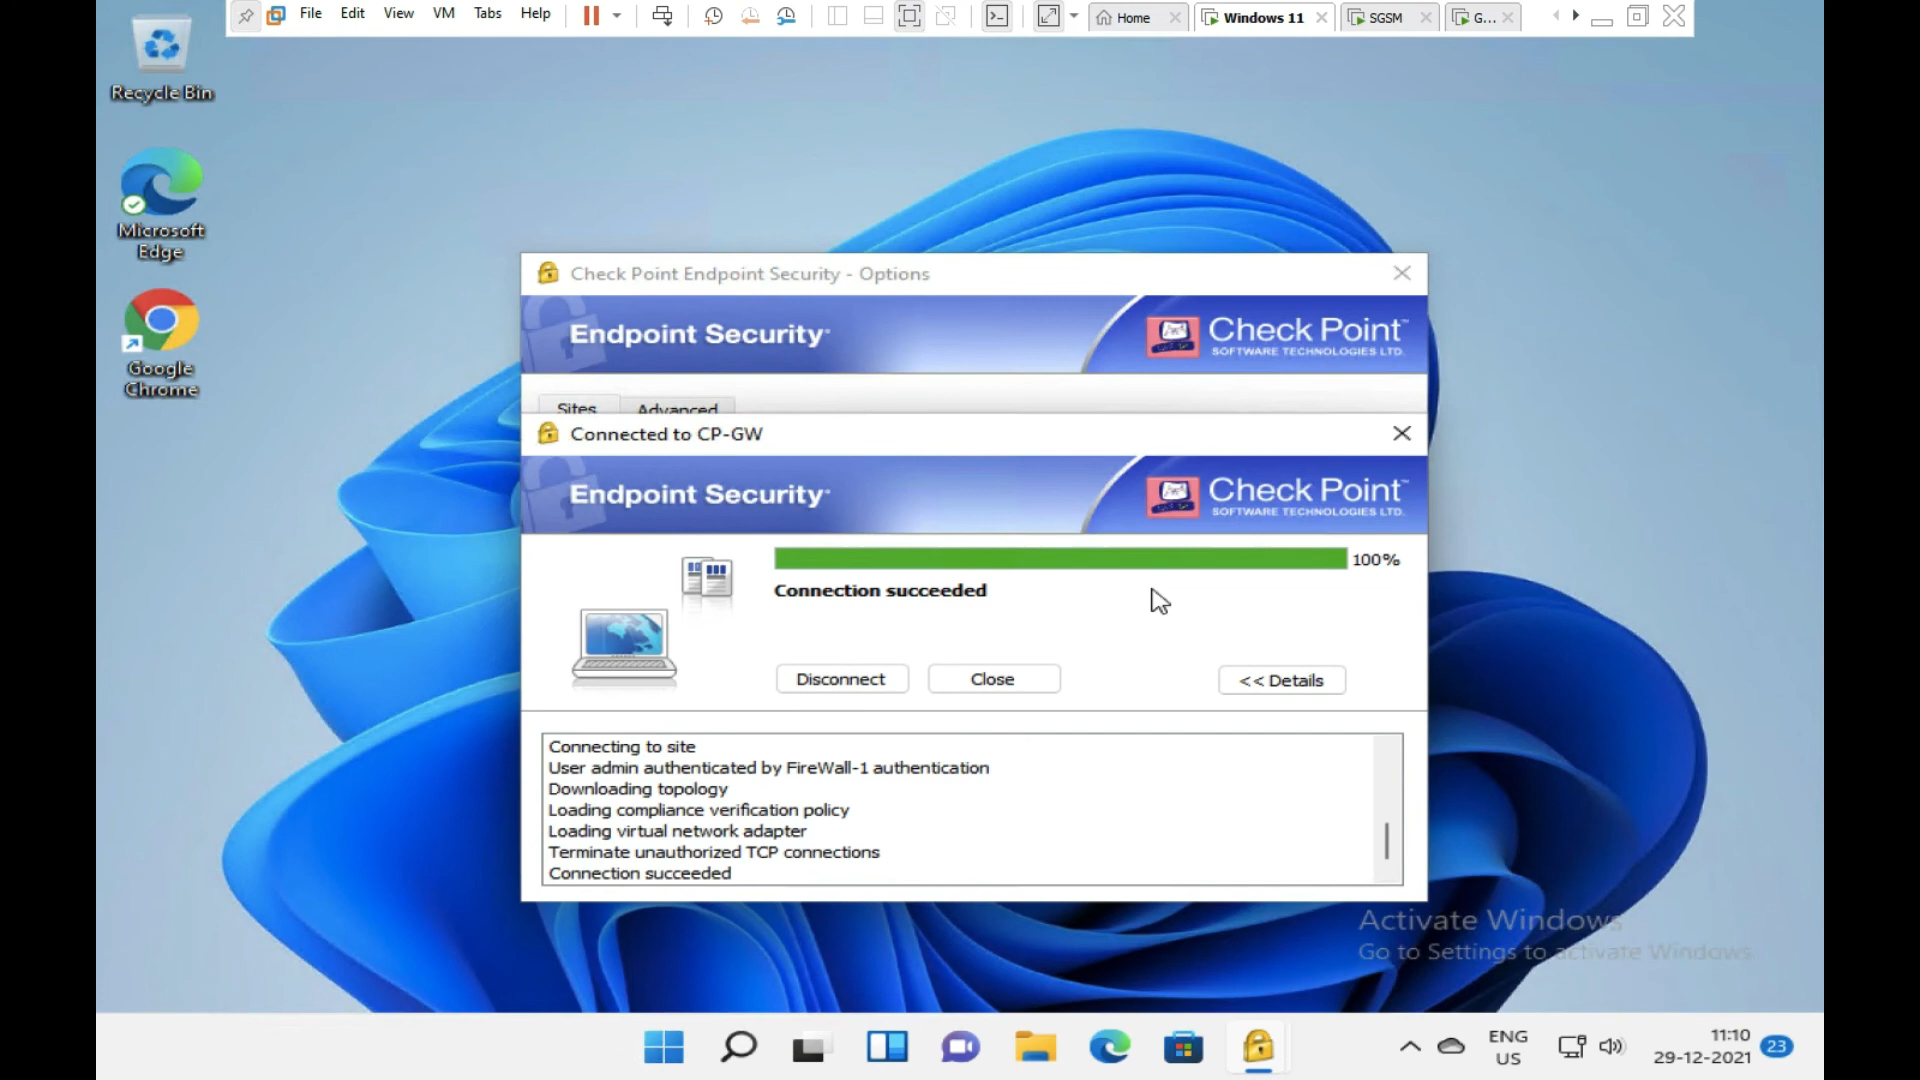 File Edit View VM Tabs Help
Home
Windows 11
SGSM
G...
Recycle Bin
Microsoft
Edge
Google
Chrome
Check Point Endpoint Security - Options
Endpoint Security
Check Point™
SOFTWARE TECHNOLOGIES LTD.
Sites Advanced
Connected to CP-GW
Endpoint Security
Check Point™
SOFTWARE TECHNOLOGIES LTD.
100%
Connection succeeded
Disconnect Close << Details
Connecting to site
User admin authenticated by FireWall-1 authentication
Downloading topology
Loading compliance verification policy
Loading virtual network adapter
Terminate unauthorized TCP connections
Connection succeeded
Activate Windows
Go to Settings to activate Windows.
ENG
US
11:10
29-12-2021
23